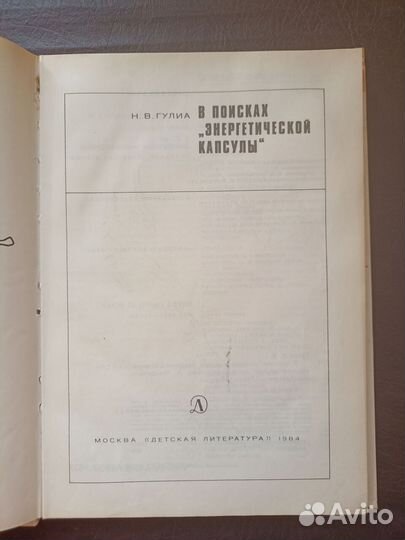 Н. В. ГУЛИА
В ПОИСКАХ
„ЭНЕРГЕТИЧЕСКОЙ
КАПСУЛЫ“
Д
МОСКВА «ДЕТСКАЯ ЛИТЕРАТУРА» 1984
Avito